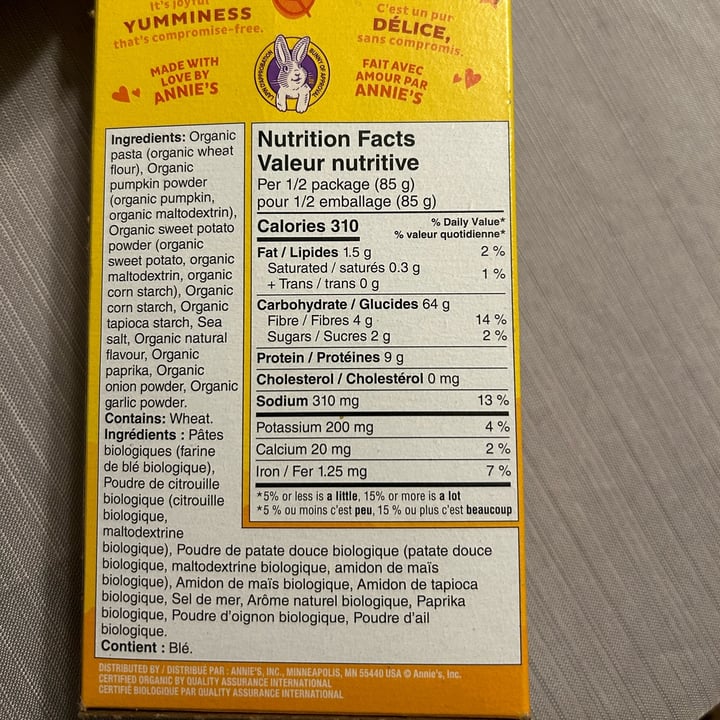 It's joyful
YUMMINESS
that's compromise-free.
C'est un pur
DÉLICE,
sans compromis.
MADE WITH
LOVE BY
ANNIE'S
LAPIN D'APPROBATION
BUNNY OF APPROVAL
FAIT AVEC
AMOUR PAR
ANNIE'S
Ingredients: Organic
pasta (organic wheat
flour), Organic
pumpkin powder
(organic pumpkin,
organic maltodextrin),
Organic sweet potato
powder (organic
sweet potato, organic
maltodextrin, organic
corn starch), Organic
corn starch, Organic
tapioca starch, Sea
salt, Organic natural
flavour, Organic
paprika, Organic
onion powder, Organic
garlic powder.
Contains: Wheat.
Ingrédients : Pâtes
biologiques (farine
de blé biologique),
Poudre de citrouille
biologique (citrouille
biologique,
maltodextrine
biologique), Poudre de patate douce biologique (patate douce
biologique, maltodextrine biologique, amidon de maïs
biologique), Amidon de maïs biologique, Amidon de tapioca
biologique, Sel de mer, Arôme naturel biologique, Paprika
biologique, Poudre d'oignon biologique, Poudre d'ail
biologique.
Contient : Blé.
Nutrition Facts
Valeur nutritive
Per 1/2 package (85 g)
pour 1/2 emballage (85 g)
Calories 310
% Daily Value*
% valeur quotidienne*
Fat / Lipides 1.5 g 2 %
Saturated / saturés 0.3 g
+ Trans / trans 0 g 1 %
Carbohydrate / Glucides 64 g
Fibre / Fibres 4 g 14 %
Sugars / Sucres 2 g 2 %
Protein / Protéines 9 g
Cholesterol / Cholestérol 0 mg
Sodium 310 mg 13 %
Potassium 200 mg 4 %
Calcium 20 mg 2 %
Iron / Fer 1.25 mg 7 %
*5% or less is a little, 15% or more is a lot
*5 % ou moins c'est peu, 15 % ou plus c'est beaucoup
DISTRIBUTED BY / DISTRIBUÉ PAR : ANNIE'S, INC., MINNEAPOLIS, MN 55440 USA © Annie's, Inc.
CERTIFIED ORGANIC BY QUALITY ASSURANCE INTERNATIONAL
CERTIFIÉ BIOLOGIQUE PAR QUALITY ASSURANCE INTERNATIONAL